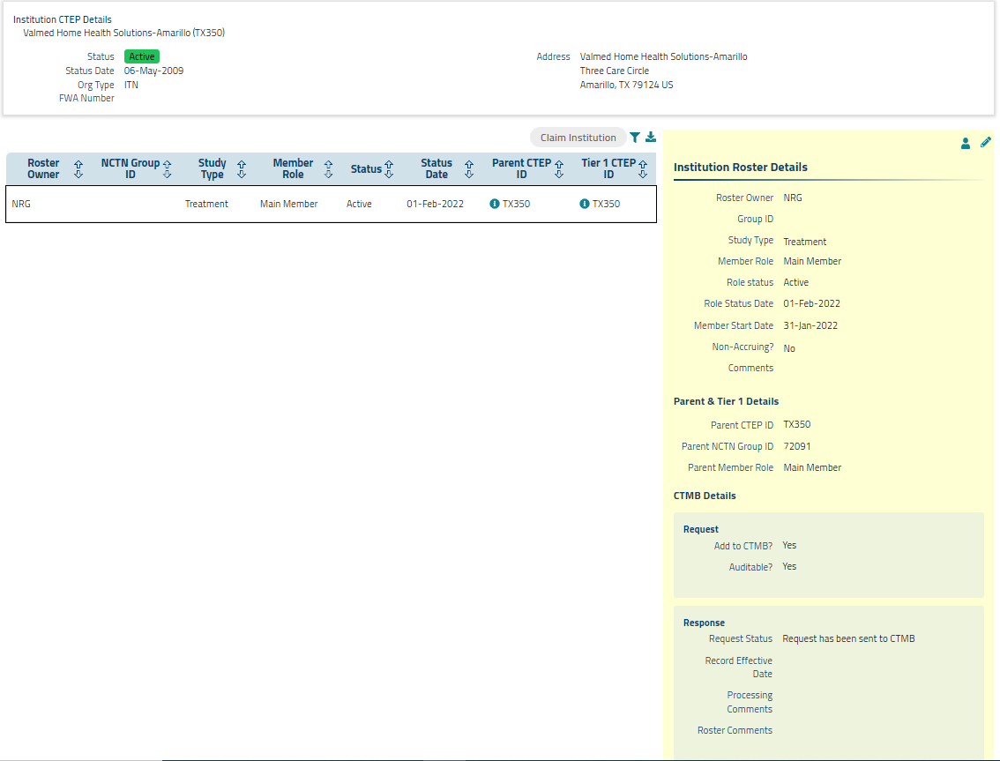 Institution CTEP Details
Valmed Home Health Solutions-Amarillo (TX350)
Status Active
Status Date 06-May-2009
Org Type ITN
FWA Number
Address Valmed Home Health Solutions-Amarillo
Three Care Circle
Amarillo, TX 79124 US
Claim Institution
Roster Owner NCTN Group ID Study Type Member Role Status Status Date Parent CTEP ID Tier 1 CTEP ID
NRG Treatment Main Member Active 01-Feb-2022 TX350 TX350
Institution Roster Details
Roster Owner NRG
Group ID
Study Type Treatment
Member Role Main Member
Role status Active
Role Status Date 01-Feb-2022
Member Start Date 31-Jan-2022
Non-Accruing? No
Comments
Parent & Tier 1 Details
Parent CTEP ID TX350
Parent NCTN Group ID 72091
Parent Member Role Main Member
CTMB Details
Request
Add to CTMB? Yes
Auditable? Yes
Response
Request Status Request has been sent to CTMB
Record Effective
Date
Processing
Comments
Roster Comments